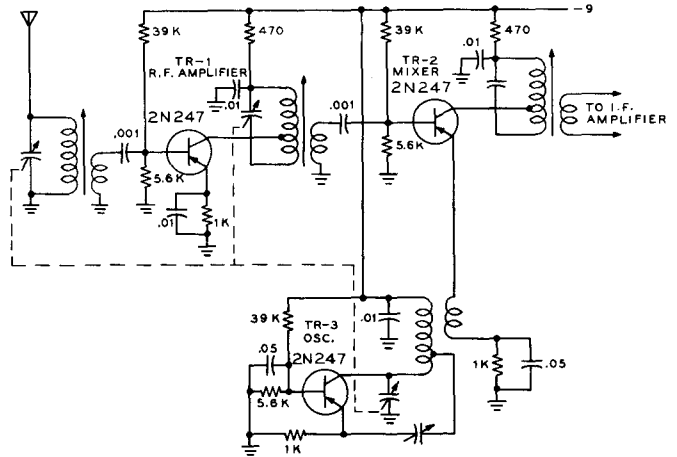 -9
39K
470
39K
470
TR-1
R.F. AMPLIFIER
.01
TR-2
MIXER
2N247
.01
2N247
.001
.001
TO I.F.
AMPLIFIER
5.6K
5.6K
.01
1K
39K
TR-3
OSC.
2N247
.01
.05
5.6K
1K
1K
.05